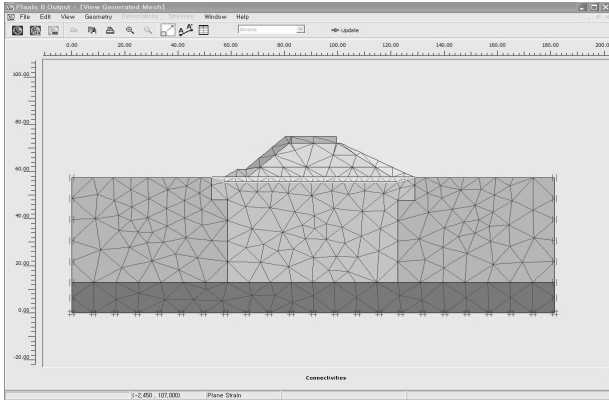 Plaxis 8 Output - [View Generated Mesh]
File Edit View Geometry Deformations Stresses Window Help
Arrows Update
0.00 20.00 40.00 60.00 80.00 100.00 120.00 140.00 160.00 180.00 200.0
100.00
80.00
60.00
40.00
20.00
0.00
-20.00
Connectivities
(-2,450 , 107,000) Plane Strain